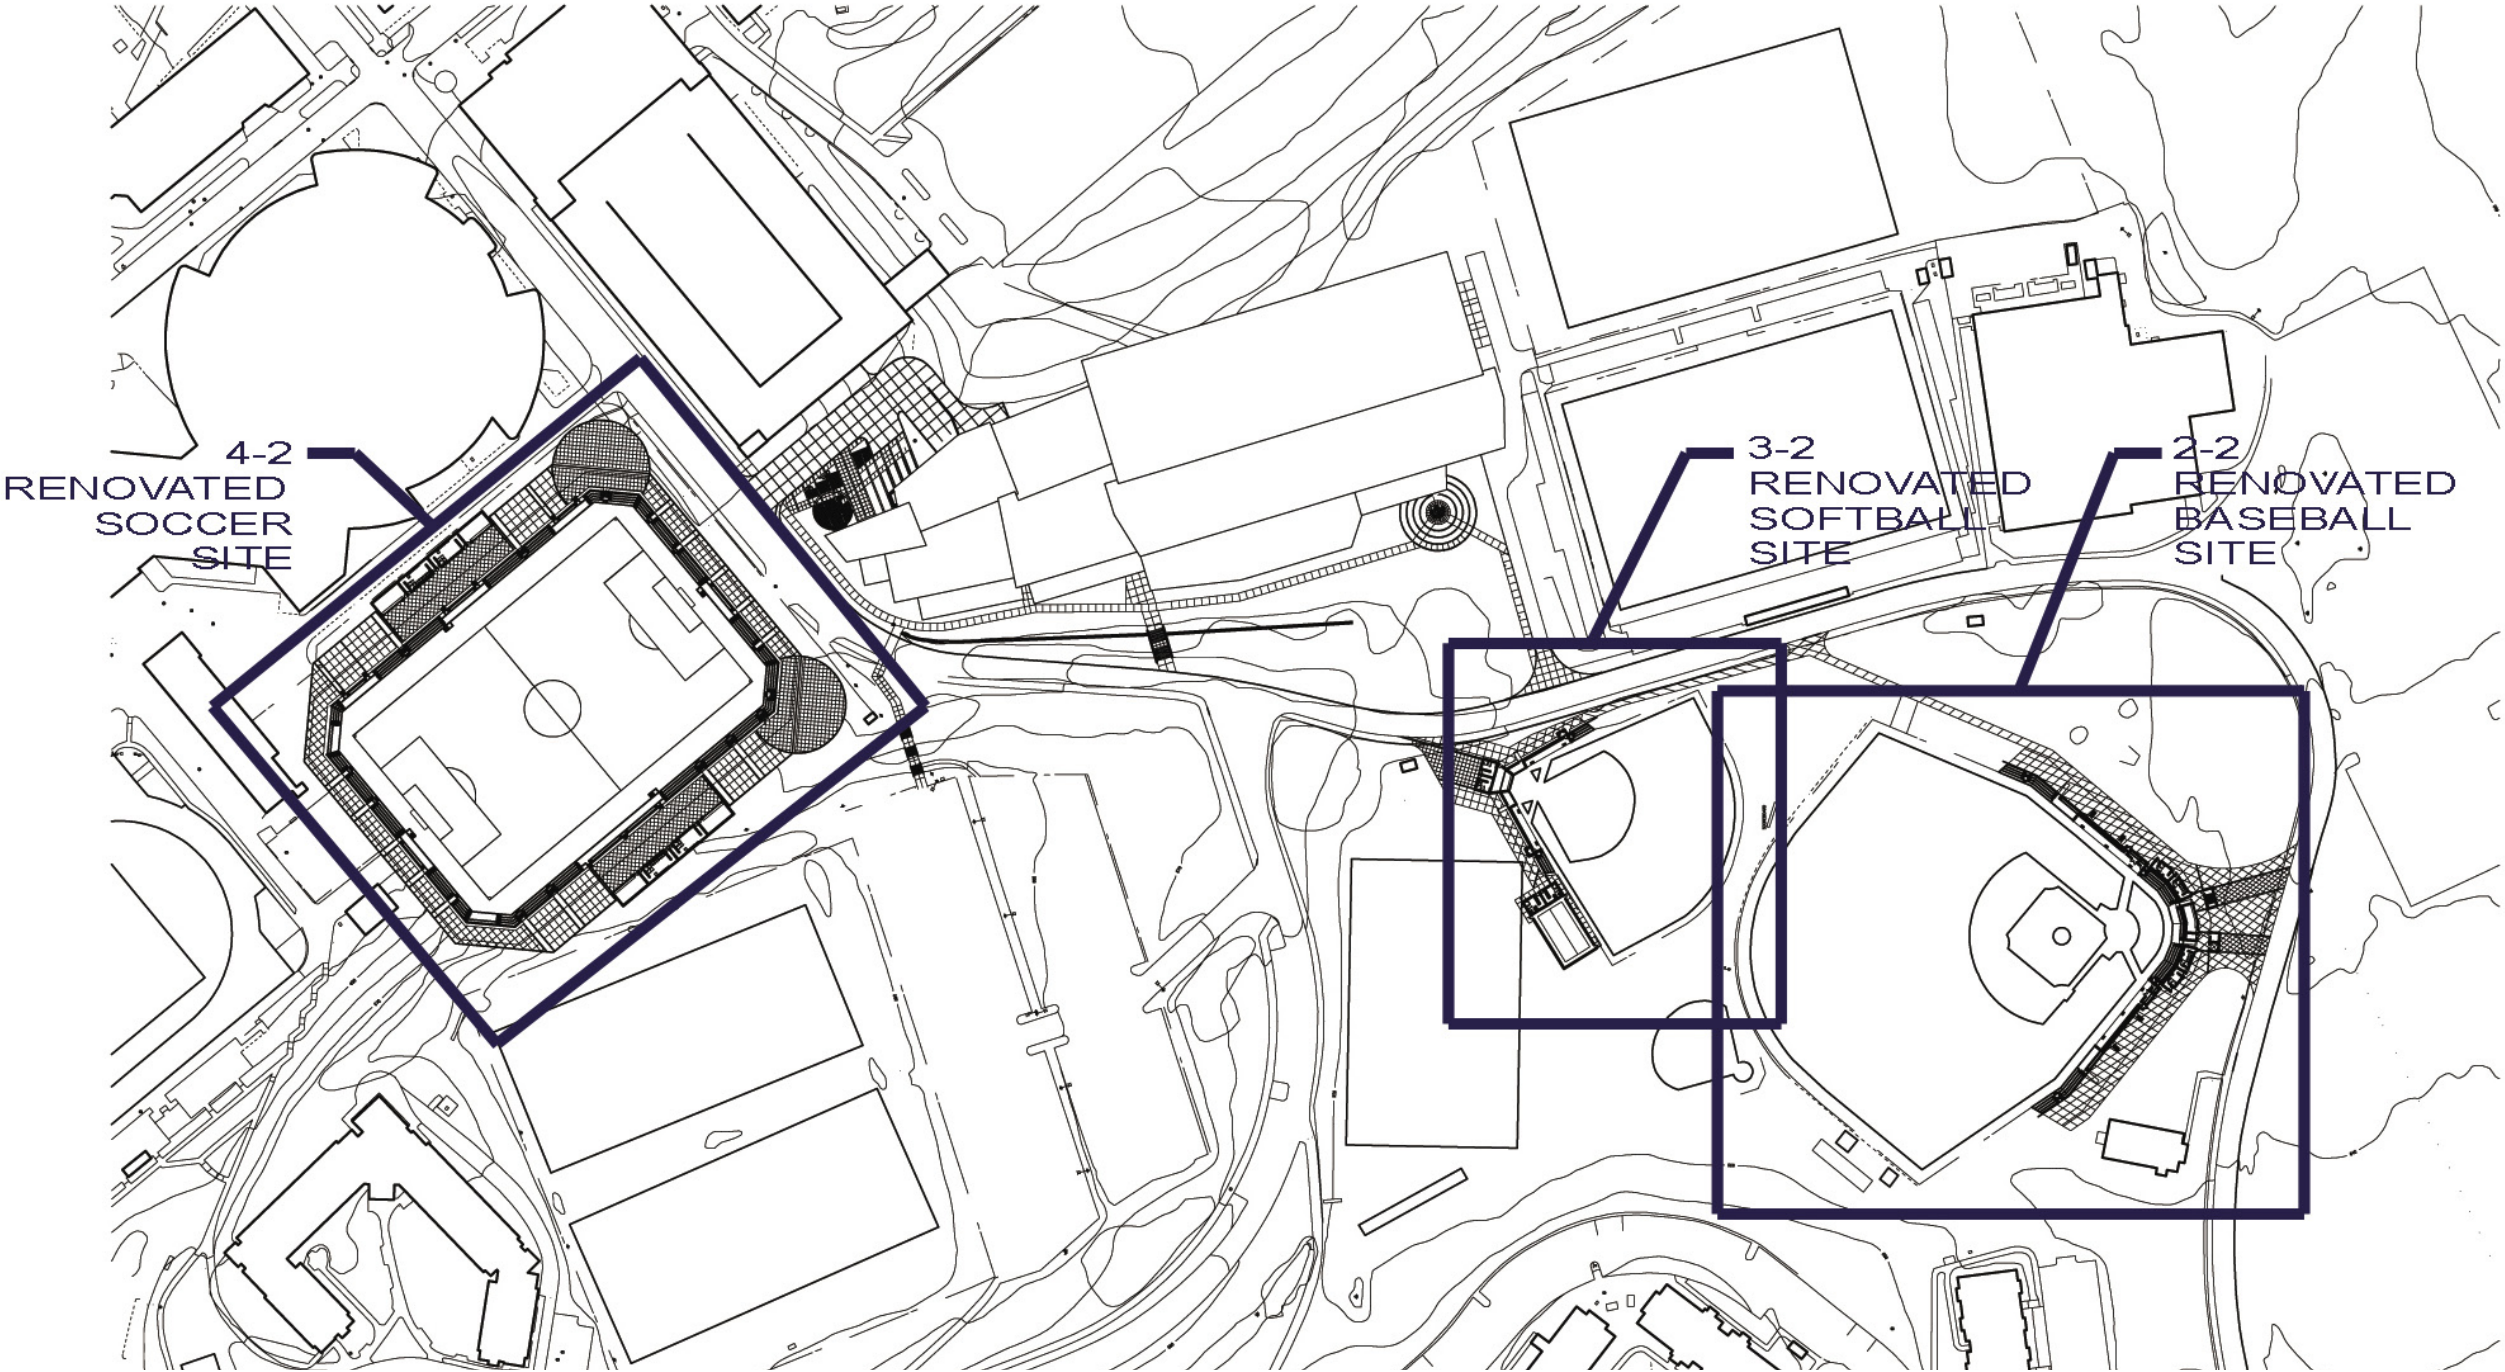 4-2
RENOVATED
SOCCER
SITE
3-2
RENOVATED
SOFTBALL
SITE
2-2
RENOVATED
BASEBALL
SITE